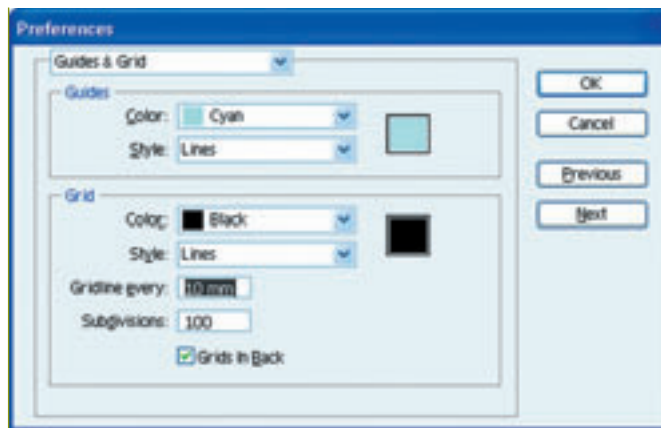 Preferences
Guides & Grid
Guides
Color: Cyan
Style: Lines
Grid
Color: Black
Style: Lines
Gridline every: 10 mm
Subdivisions: 100
Grids In Back
OK
Cancel
Previous
Next